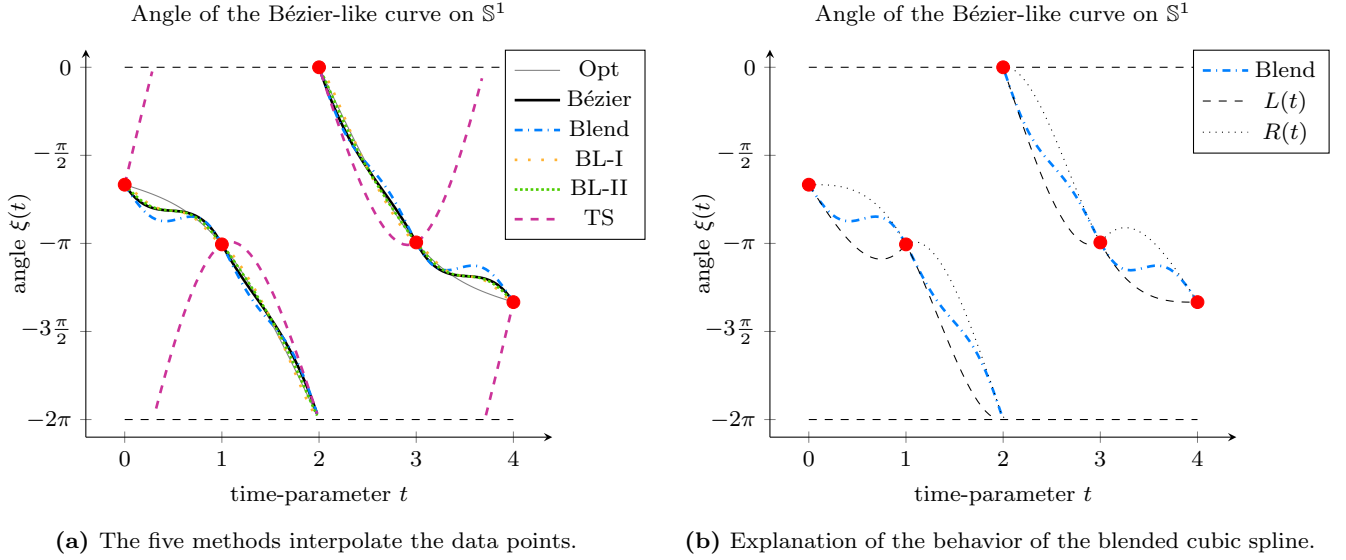 Angle of the Bézier-like curve on 𝕊¹
0
−π/2
−π
−3π/2
−2π
angle ξ(t)
0 1 2 3 4
time-parameter t
Opt
Bézier
Blend
BL-I
BL-II
TS
(a) The five methods interpolate the data points.
Angle of the Bézier-like curve on 𝕊¹
0
−π/2
−π
−3π/2
−2π
angle ξ(t)
0 1 2 3 4
time-parameter t
Blend
L(t)
R(t)
(b) Explanation of the behavior of the blended cubic spline.